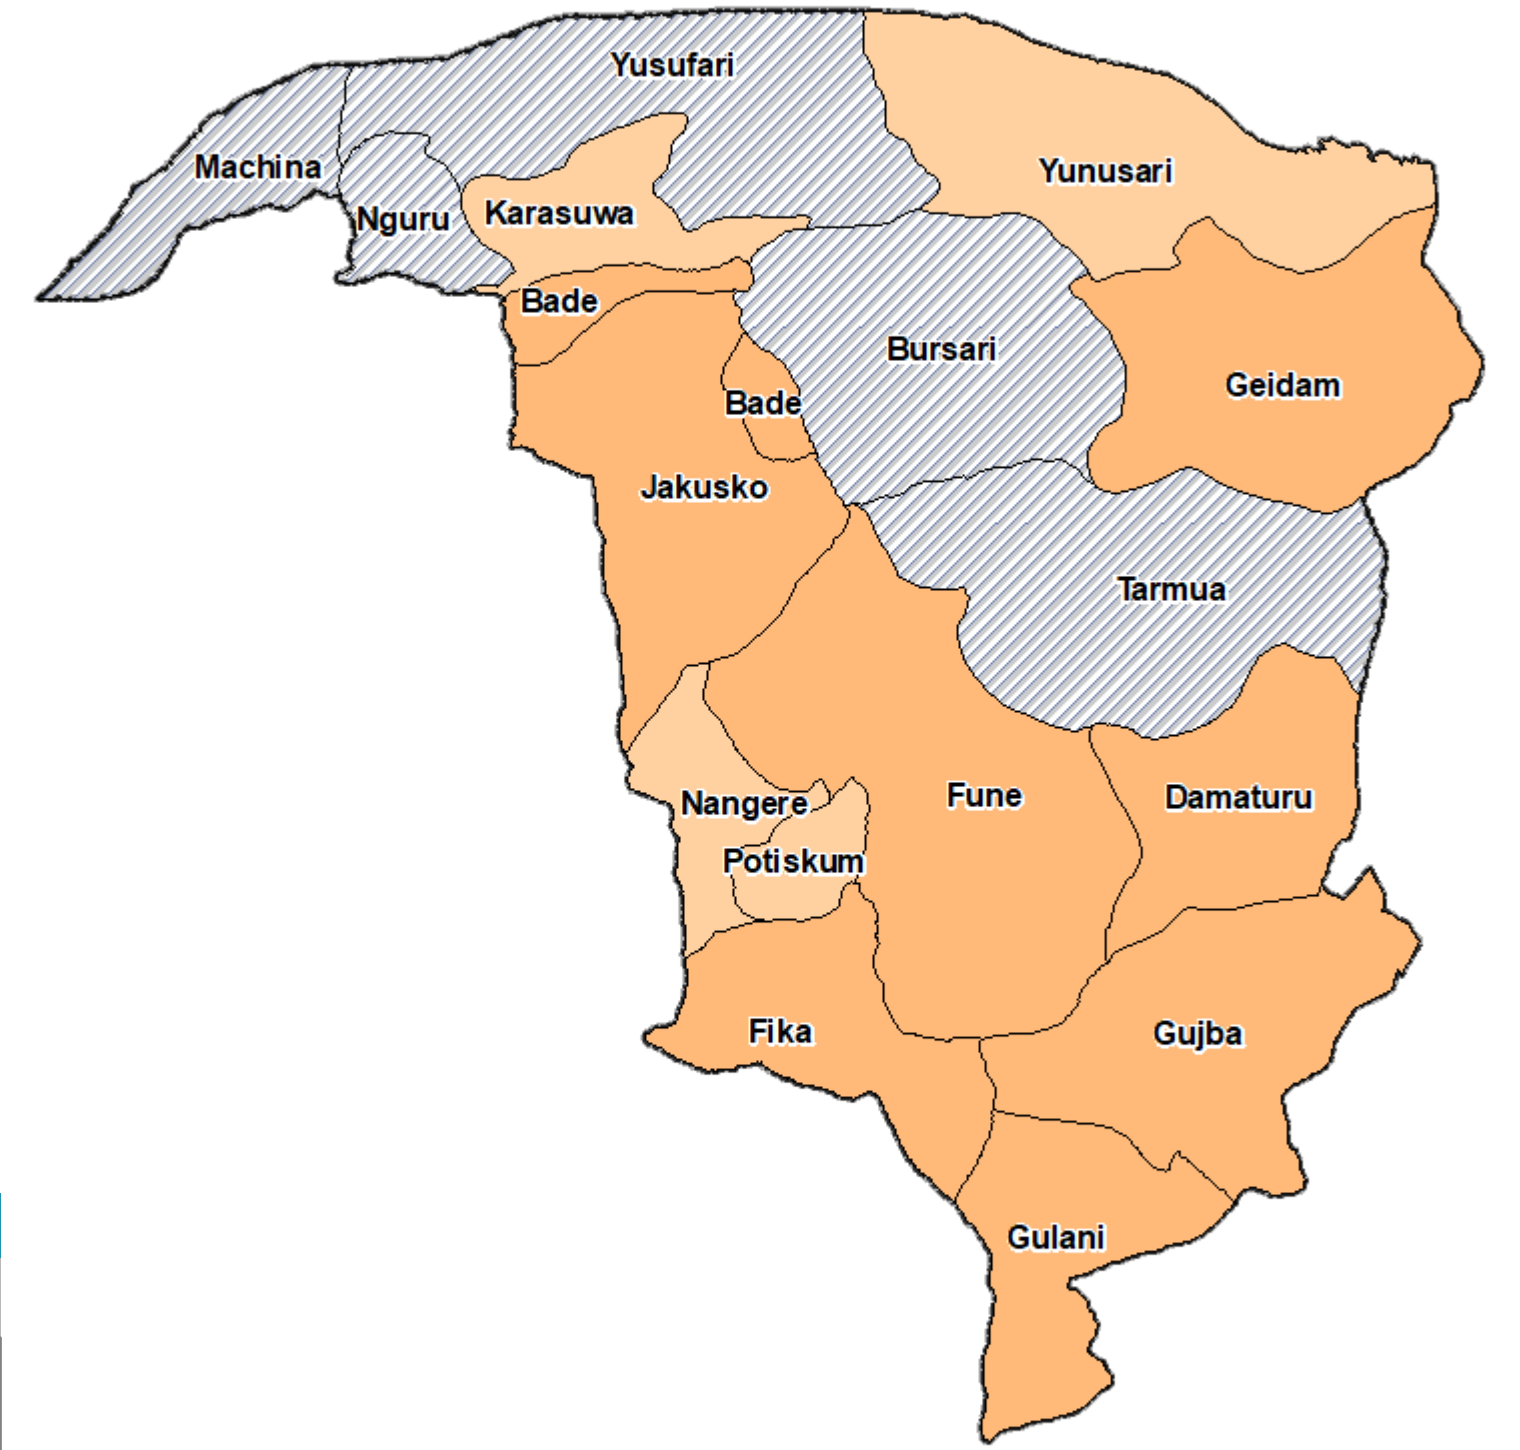 Yusufari
Machina
Yunusari
Nguru
Karasuwa
Bade
Bursari
Geidam
Bade
Jakusko
Tarmua
Nangere
Fune
Damaturu
Potiskum
Fika
Gujba
Gulani